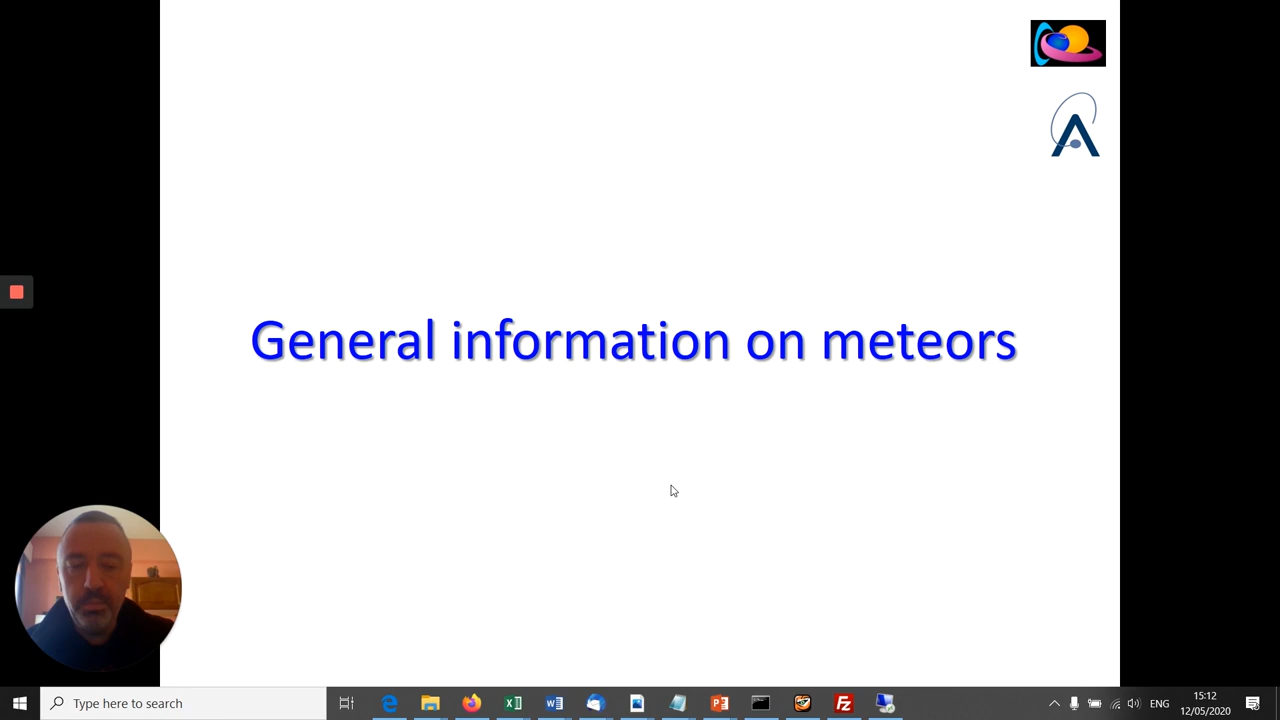 General information on meteors
Type here to search
ENG
15:12
12/05/2020